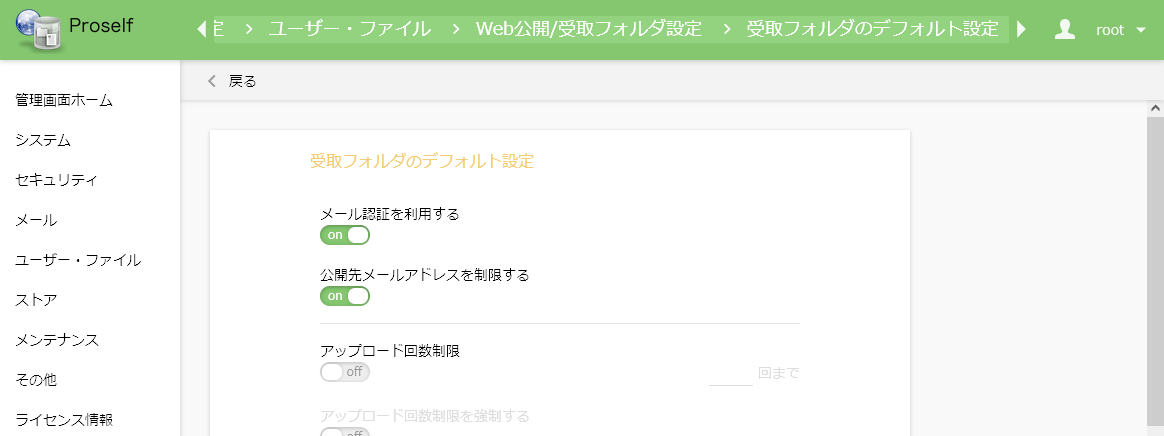 Proself
ユーザー・ファイル
Web公開/受取フォルダ設定
受取フォルダのデフォルト設定
root
戻る
管理画面ホーム
システム
セキュリティ
メール
ユーザー・ファイル
ストア
メンテナンス
その他
ライセンス情報
受取フォルダのデフォルト設定
メール認証を利用する
on
公開先メールアドレスを制限する
on
アップロード回数制限
off
回まで
アップロード回数制限を強制する
off